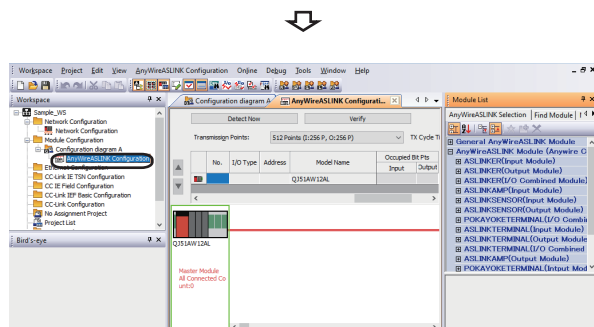 Workspace Project Edit View AnyWireASLINK Configuration Online Debug Tools Window Help
Workspace
Sample_WS
Network Configuration
Network Configuration
Module Configuration
Configuration diagram A
AnyWireASLINK Configuration
Ethernet Configuration
CC-Link IE TSN Configuration
CC IE Field Configuration
CC-Link IEF Basic Configuration
CC-Link Configuration
No Assignment Project
Project List
Bird's-eye
Configuration diagram A AnyWireASLINK Configurati...
Detect Now Verify
Transmission Points: 512 Points (I:256 P, O:256 P) TX Cycle Ti
No. I/O Type Address Model Name Occupied Bit Pts
Input Output
QJ51AW12AL
QJ51AW12AL
Master Module
All Connected Co
unt:0
Module List
AnyWireASLINK Selection Find Module
General AnyWireASLINK Module
AnyWireASLINK Module (Anywire C
ASLINKER(Input Module)
ASLINKER(Output Module)
ASLINKER(I/O Combined Module)
ASLINKAMP(Input Module)
ASLINKSENSOR(Input Module)
ASLINKSENSOR(Output Module)
POKAYOKETERMINAL(I/O Combin
ASLINKTERMINAL(Input Module)
ASLINKTERMINAL(Output Module
ASLINKTERMINAL(I/O Combined
ASLINKAMP(Output Module)
POKAYOKETERMINAL(Intput Mod